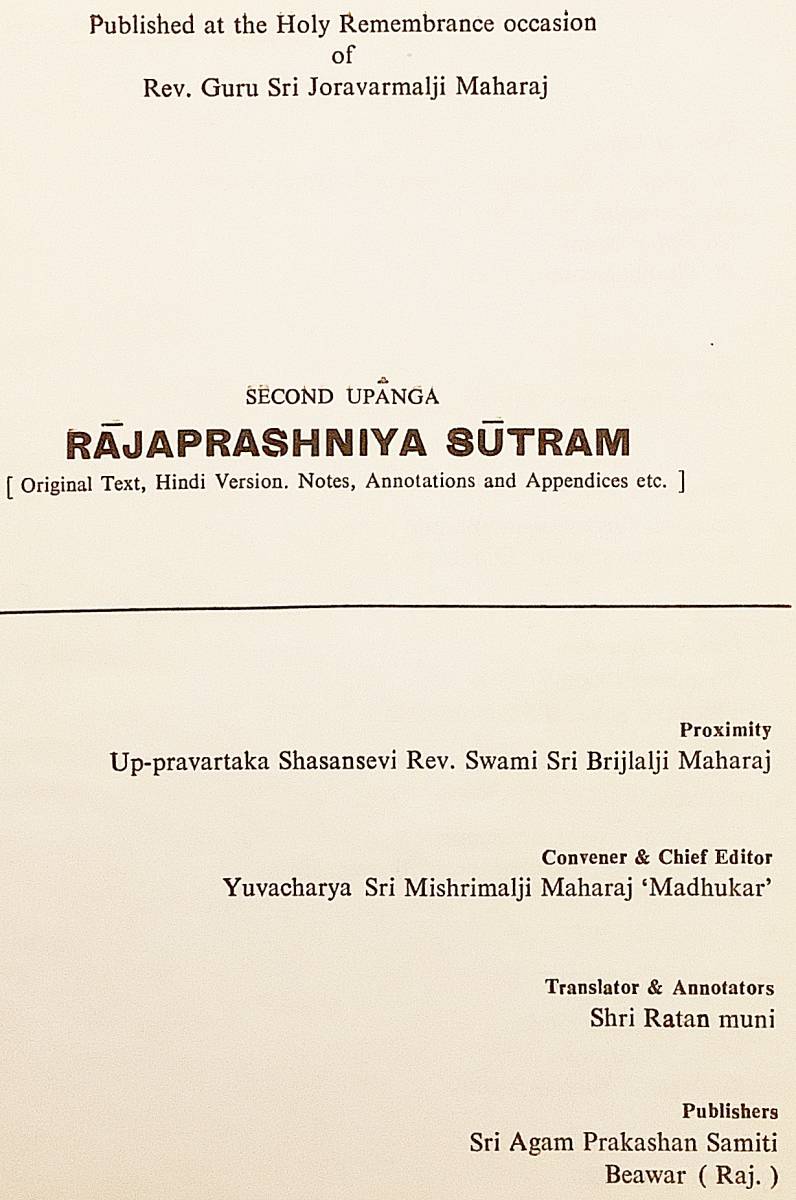 Published at the Holy Remembrance occasion
of
Rev. Guru Sri Joravarmalji Maharaj
SECOND UPĀNGA
RĀJAPRASHNIYA SŪTRAM
[ Original Text, Hindi Version. Notes, Annotations and Appendices etc. ]
Proximity
Up-pravartaka Shasansevi Rev. Swami Sri Brijlalji Maharaj
Convener & Chief Editor
Yuvacharya Sri Mishrimalji Maharaj ‘Madhukar’
Translator & Annotators
Shri Ratan muni
Publishers
Sri Agam Prakashan Samiti
Beawar ( Raj. )